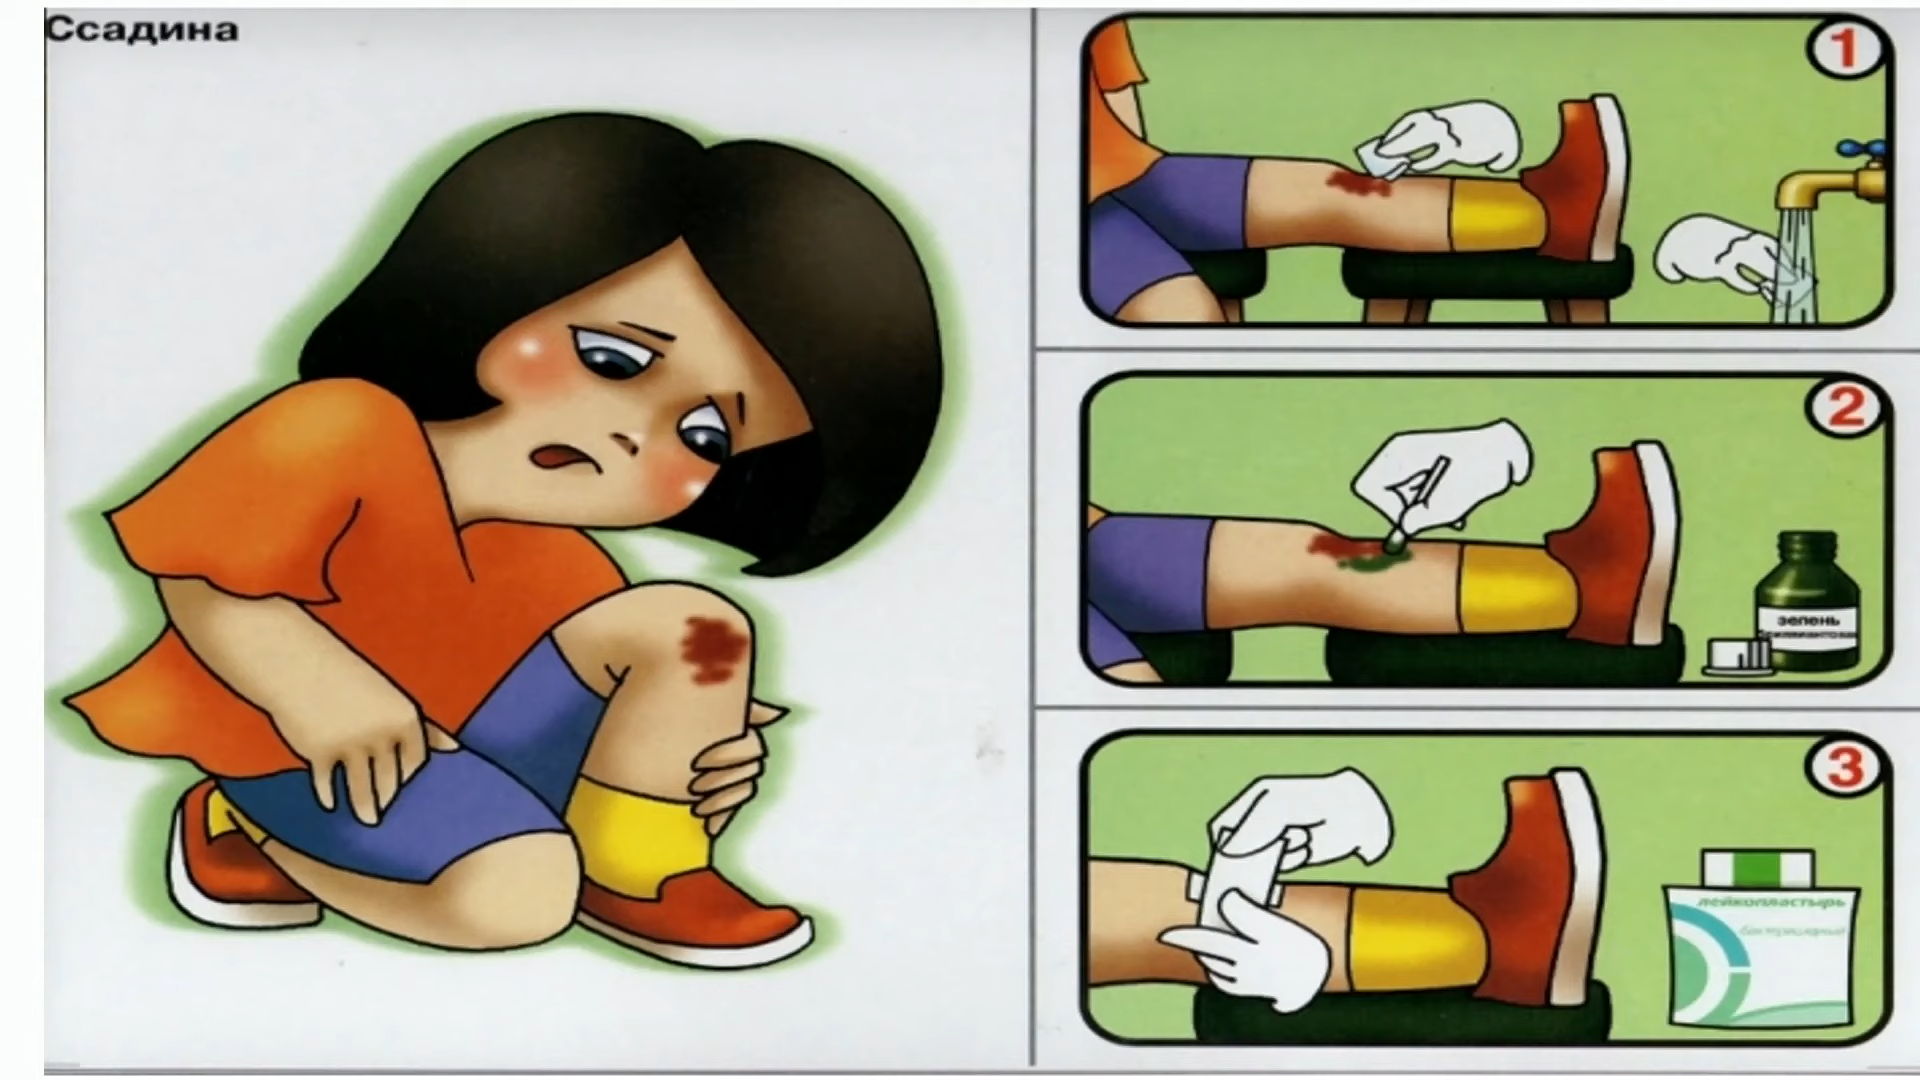 Ссадина
1
2
зелень
3
лейкопластырь
бактерицидный